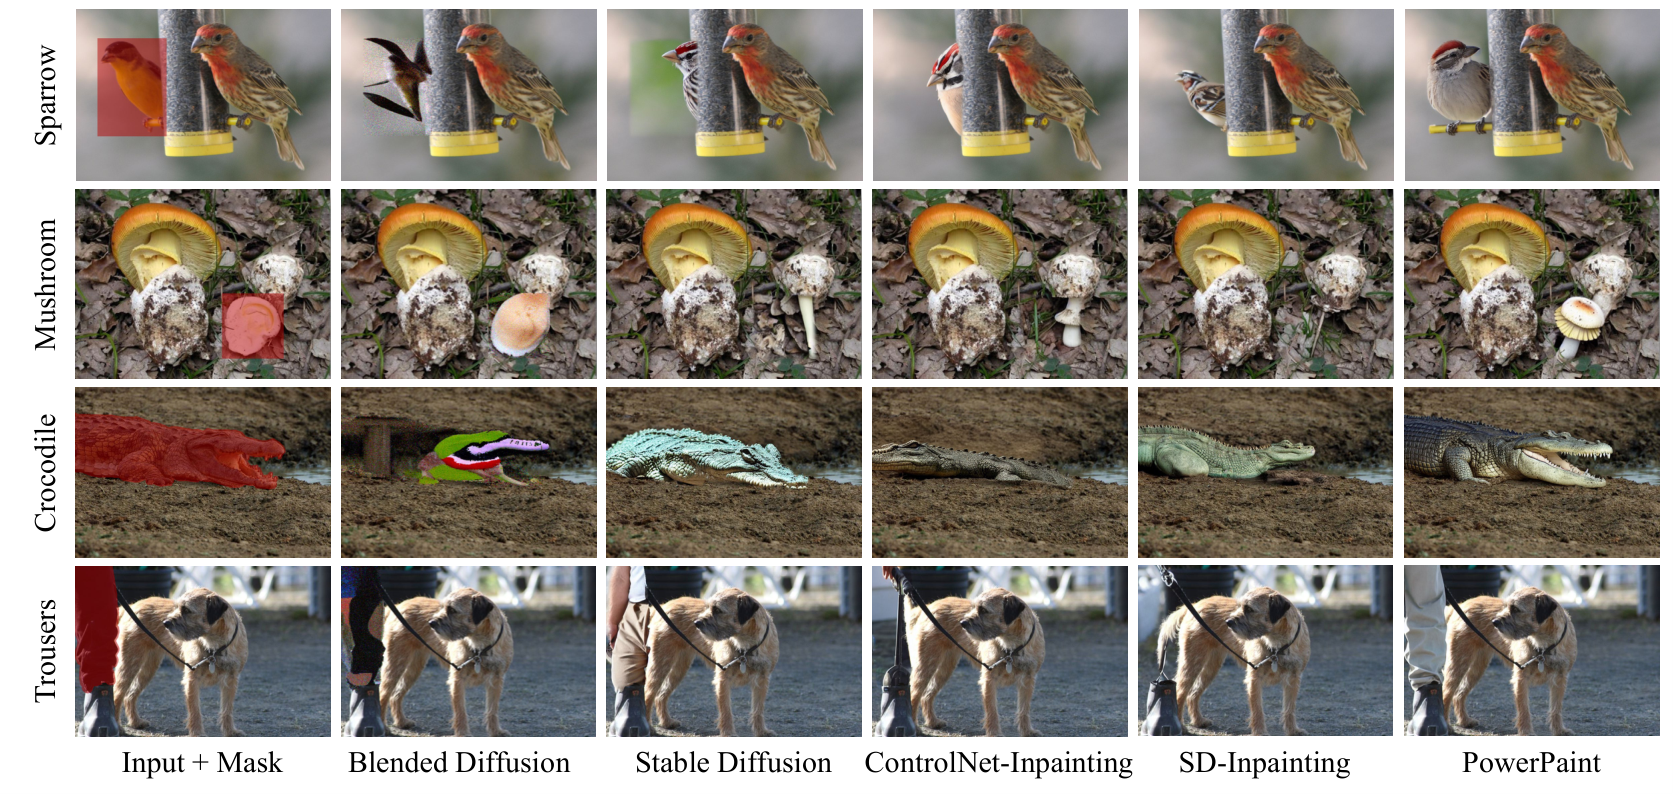 Sparrow
Mushroom
Crocodile
Trousers
Input + Mask
Blended Diffusion
Stable Diffusion
ControlNet-Inpainting
SD-Inpainting
PowerPaint